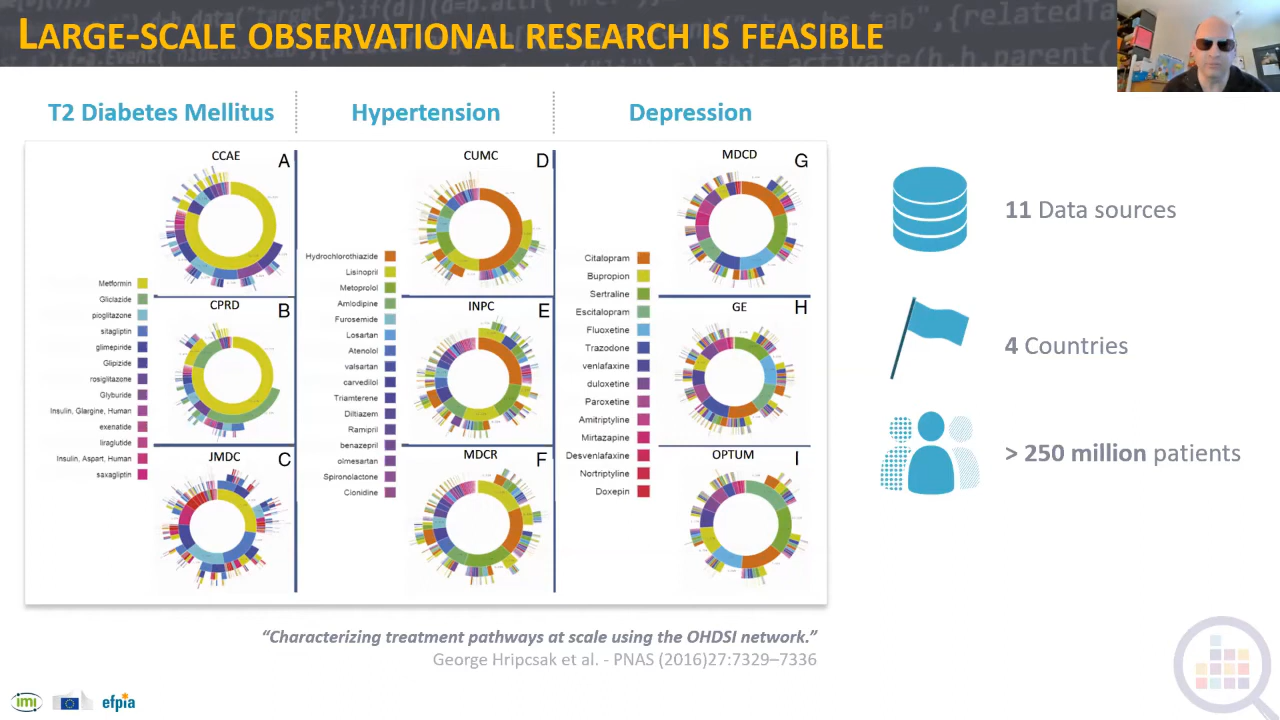 LARGE-SCALE OBSERVATIONAL RESEARCH IS FEASIBLE
T2 Diabetes Mellitus
Hypertension
Depression
CCAE
A
CPRD
B
JMDC
C
Metformin
Gliclazide
pioglitazone
sitagliptin
glimepiride
Glipizide
rosiglitazone
Glyburide
Insulin, Glargine, Human
exenatide
liraglutide
Insulin, Aspart, Human
saxagliptin
CUMC
D
INPC
E
MDCR
F
Hydrochlorothiazide
Lisinopril
Metoprolol
Amlodipine
Furosemide
Losartan
Atenolol
valsartan
carvedilol
Triamterene
Diltiazem
Ramipril
benazepril
olmesartan
Spironolactone
Clonidine
MDCD
G
GE
H
OPTUM
I
Citalopram
Bupropion
Sertraline
Escitalopram
Fluoxetine
Trazodone
venlafaxine
duloxetine
Paroxetine
Amitriptyline
Mirtazapine
Desvenlafaxine
Nortriptyline
Doxepin
11 Data sources
4 Countries
> 250 million patients
“Characterizing treatment pathways at scale using the OHDSI network.”
George Hripcsak et al. - PNAS (2016)27:7329–7336
imi
efpia